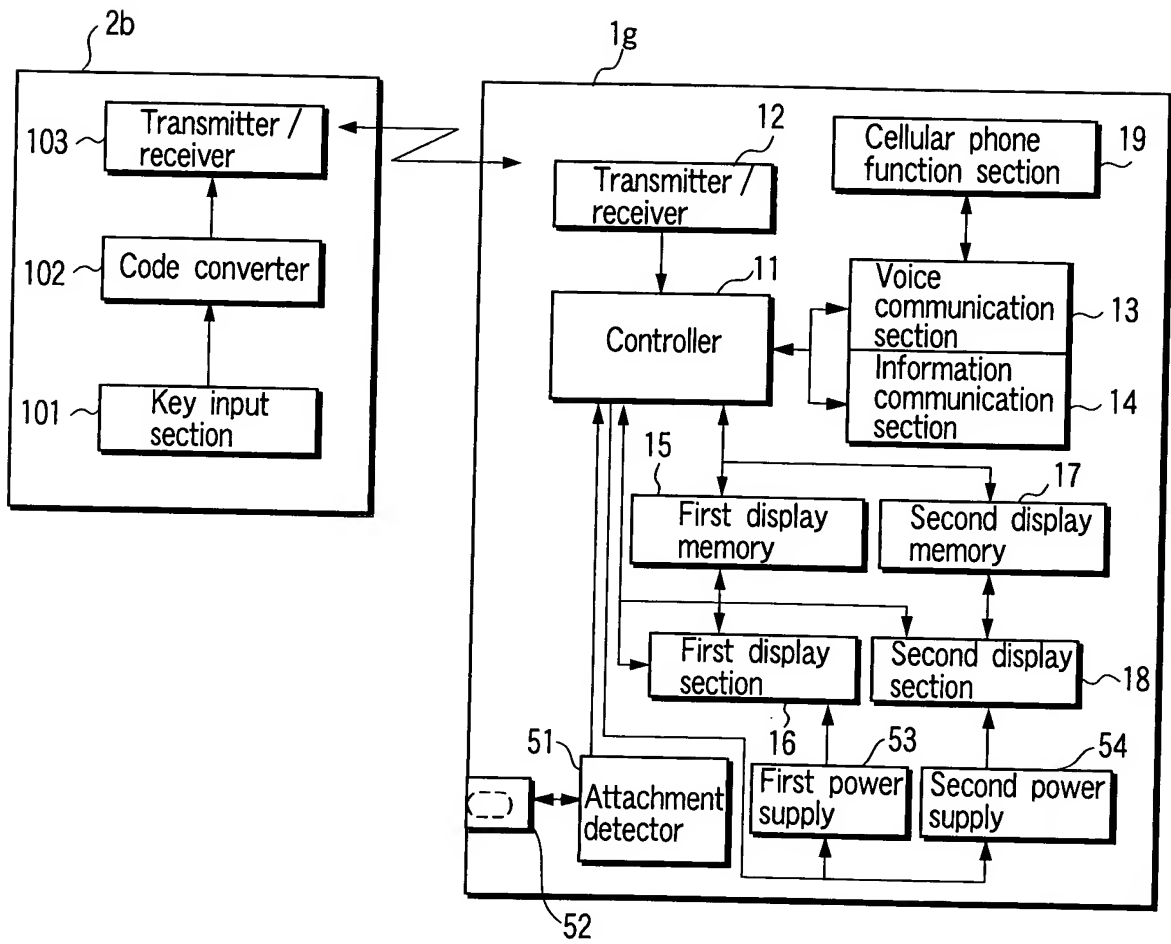 2b
103
Transmitter /
receiver
102
Code converter
101
Key input
section
1g
12
Transmitter /
receiver
Cellular phone
function section
19
11
Controller
Voice
communication
section
13
Information
communication
section
14
15
First display
memory
17
Second display
memory
First display
section
16
Second display
section
18
51
Attachment
detector
52
53
First power
supply
54
Second power
supply